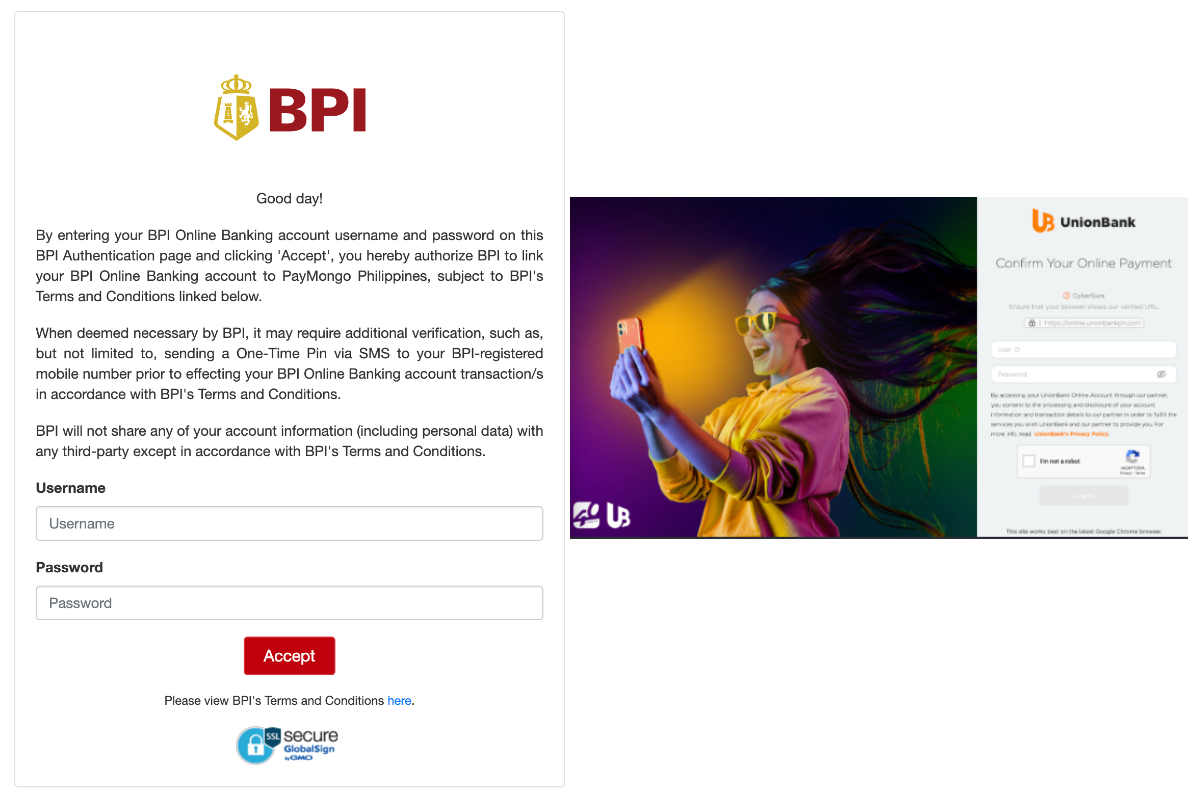 BPI
Good day!
By entering your BPI Online Banking account username and password on this
BPI Authentication page and clicking 'Accept', you hereby authorize BPI to link
your BPI Online Banking account to PayMongo Philippines, subject to BPI's
Terms and Conditions linked below.
When deemed necessary by BPI, it may require additional verification, such as,
but not limited to, sending a One-Time Pin via SMS to your BPI-registered
mobile number prior to effecting your BPI Online Banking account transaction/s
in accordance with BPI's Terms and Conditions.
BPI will not share any of your account information (including personal data) with
any third-party except in accordance with BPI's Terms and Conditions.
Username
Username
Password
Password
Accept
Please view BPI's Terms and Conditions here.
SSL secure
GlobalSign
by GMO
UB
UB UnionBank
Confirm Your Online Payment
CyberSure
Ensure that your browser shows our verified URL.
https://online.unionbankph.com
User ID
Password
By accessing your UnionBank Online Account through our partner,
you consent to the processing and disclosure of your account
information and transaction details to our partner in order to fulfill the
services you wish UnionBank and our partner to provide you. For
more info, read UnionBank's Privacy Policy.
I'm not a robot
reCAPTCHA
Privacy - Terms
Log in
This site works best on the latest Google Chrome browser.